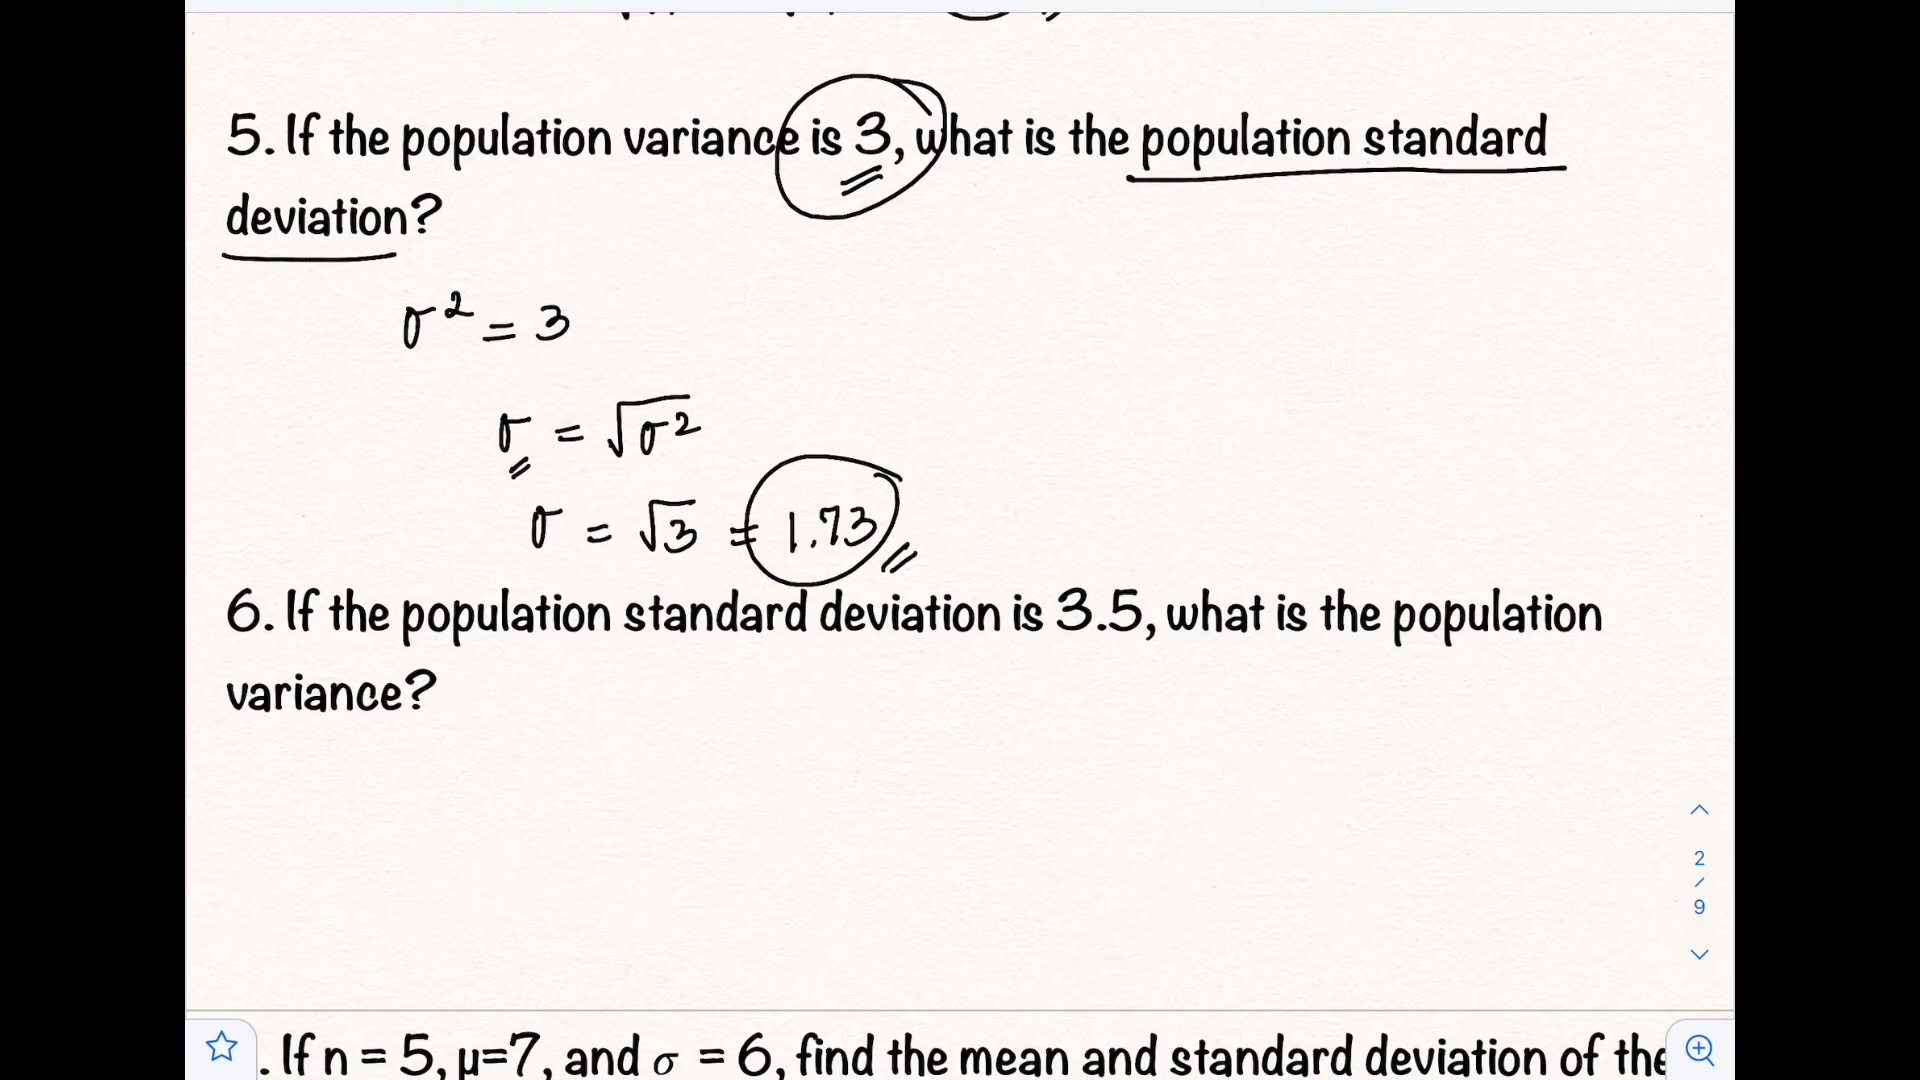 5. If the population variance is 3, what is the population standard
deviation?
σ² = 3
σ = √σ²
σ = √3 = 1.73
6. If the population standard deviation is 3.5, what is the population
variance?
2
/
9
. If n = 5, μ=7, and σ = 6, find the mean and standard deviation of the